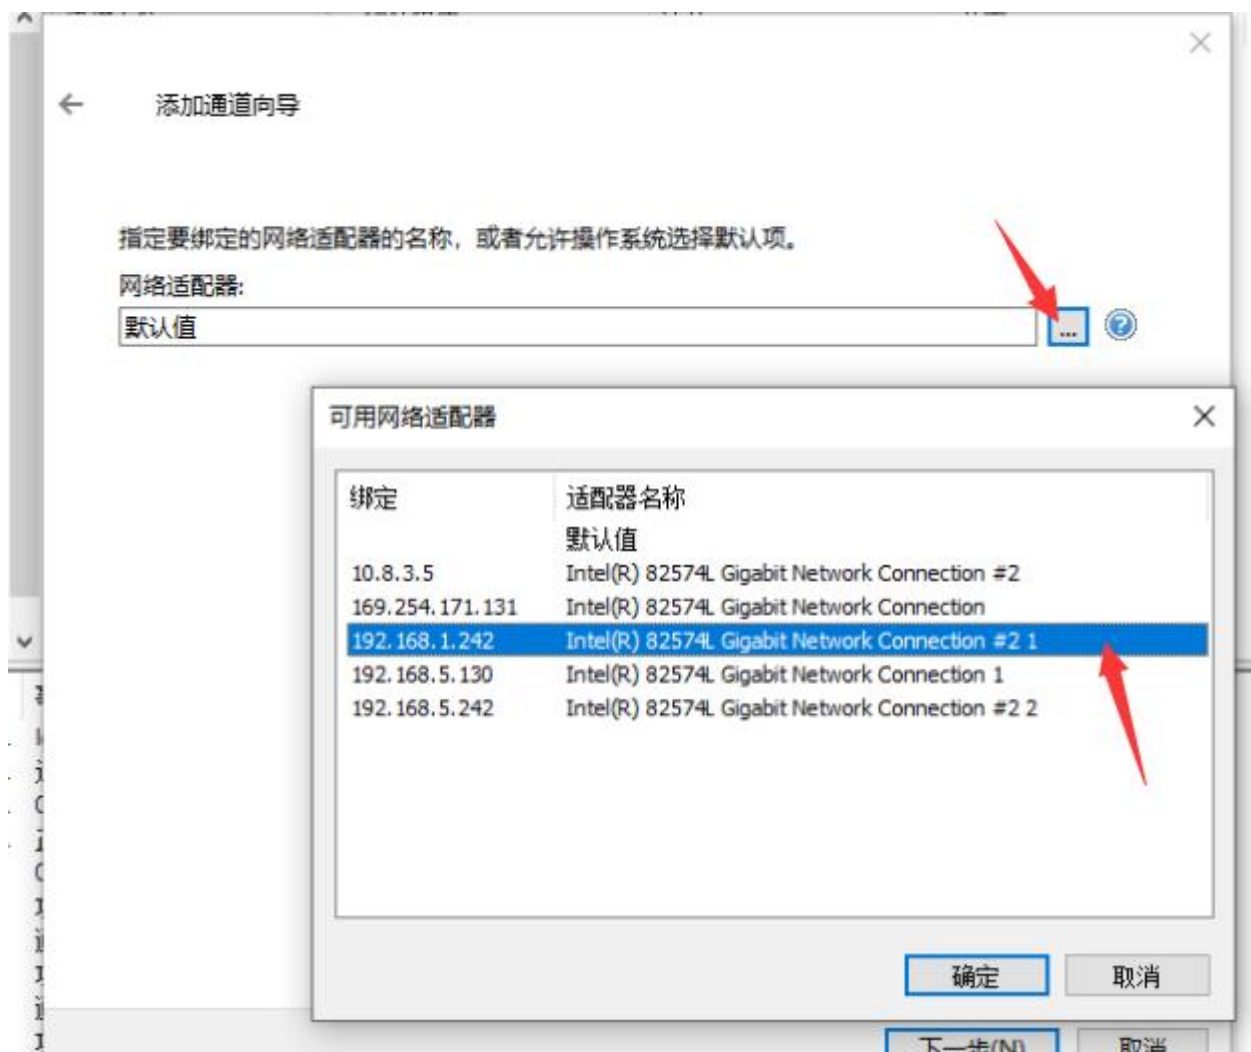 添加通道向导
指定要绑定的网络适配器的名称，或者允许操作系统选择默认项。
网络适配器:
默认值
...
可用网络适配器
绑定 适配器名称
默认值
10.8.3.5 Intel(R) 82574L Gigabit Network Connection #2
169.254.171.131 Intel(R) 82574L Gigabit Network Connection
192.168.1.242 Intel(R) 82574L Gigabit Network Connection #2 1
192.168.5.130 Intel(R) 82574L Gigabit Network Connection 1
192.168.5.242 Intel(R) 82574L Gigabit Network Connection #2 2
确定 取消
下一步(N) 取消